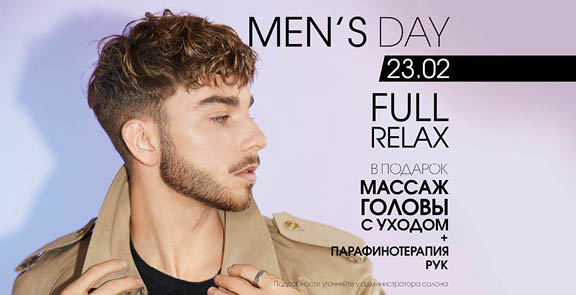 MEN'S DAY
23.02
FULL
RELAX
В ПОДАРОК
МАССАЖ
ГОЛОВЫ
С УХОДОМ
+
ПАРАФИНОТЕРАПИЯ
РУК
Подробности уточняйте у администратора салона